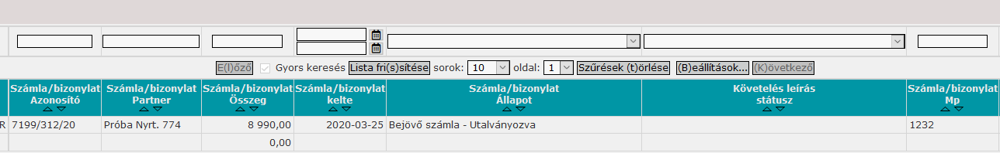 E(l)őző Gyors keresés Lista fri(s)sítése sorok: 10 oldal: 1 Szűrések (t)örlése (B)eállítások... (K)övetkező
Számla/bizonylat Számla/bizonylat Számla/bizonylat Számla/bizonylat Számla/bizonylat Követelés leírás Számla/bizonylat
Azonosító Partner Összeg kelte Állapot státusz Mp
R 7199/312/20 Próba Nyrt. 774 8 990,00 2020-03-25 Bejövő számla - Utalványozva 1232
0,00